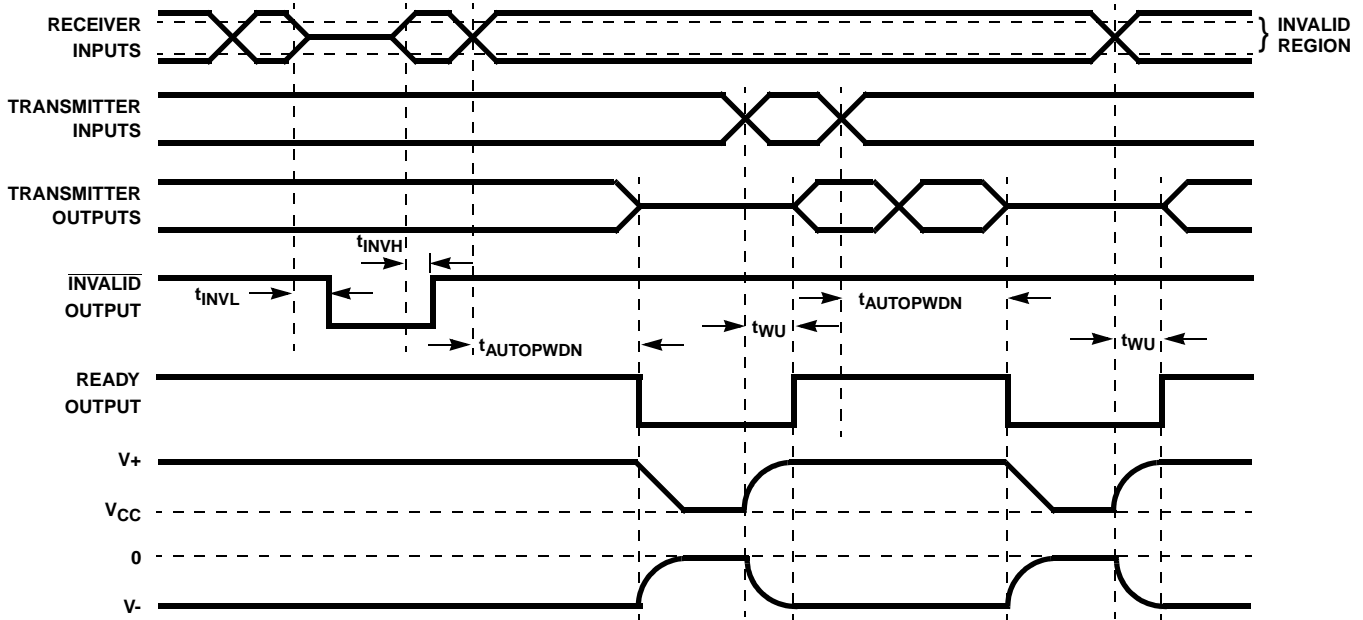 RECEIVER
INPUTS
} INVALID
REGION
TRANSMITTER
INPUTS
TRANSMITTER
OUTPUTS
tINVH
INVALID
OUTPUT
tINVL
tAUTOPWDN
tAUTOPWDN
tWU
tWU
READY
OUTPUT
V+
VCC
0
V-